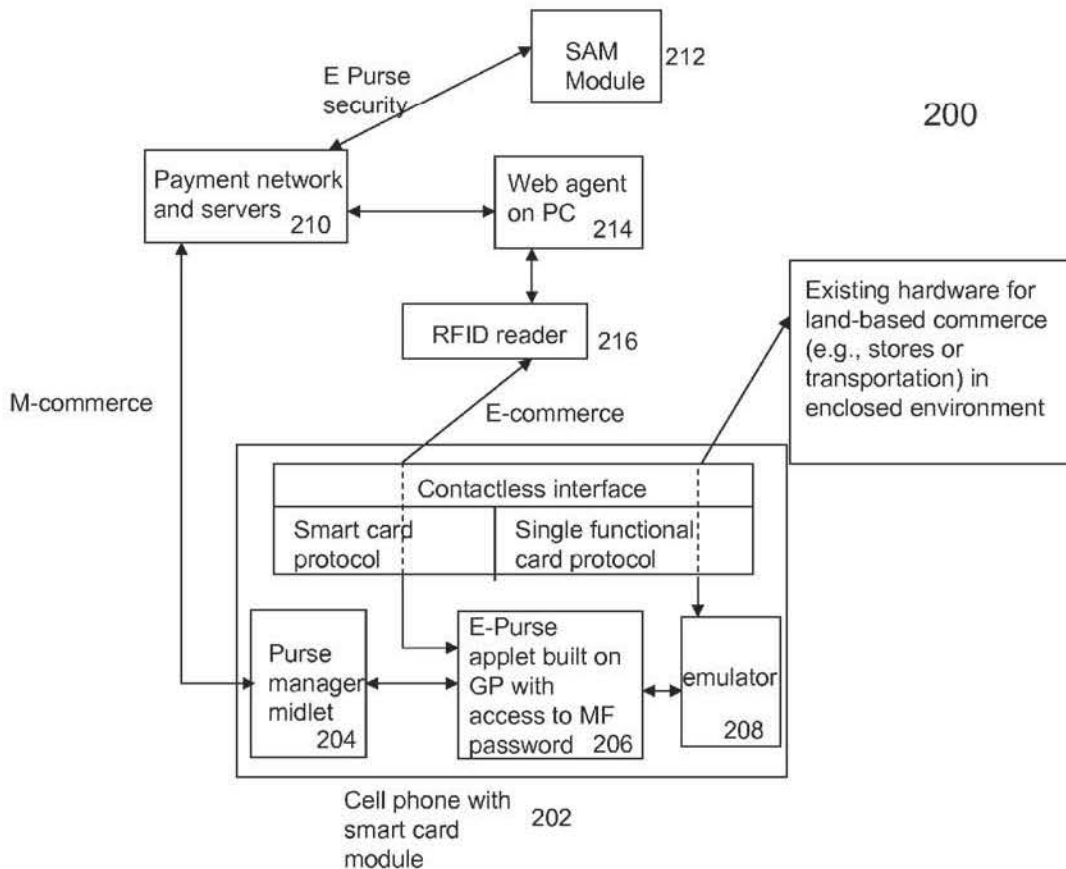 SAM
Module
212
E Purse
security
200
Payment network
and servers
210
Web agent
on PC
214
Existing hardware for
land-based commerce
(e.g., stores or
transportation) in
enclosed environment
RFID reader
216
M-commerce
E-commerce
Contactless interface
Smart card
protocol
Single functional
card protocol
Purse
manager
midlet
204
E-Purse
applet built on
GP with
access to MF
password
206
emulator
208
Cell phone with
smart card
module
202